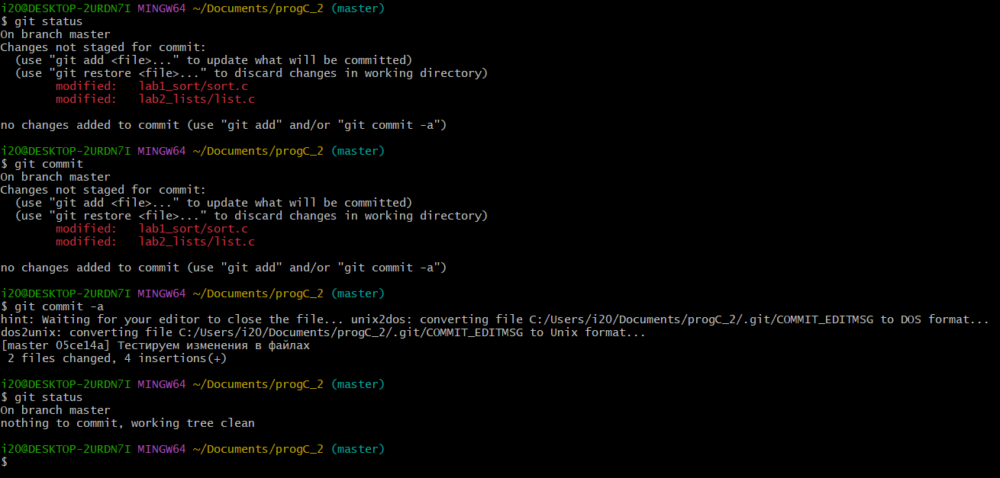 i20@DESKTOP-2URDN7I MINGW64 ~/Documents/progC_2 (master)
$ git status
On branch master
Changes not staged for commit:
  (use "git add <file>..." to update what will be committed)
  (use "git restore <file>..." to discard changes in working directory)
        modified:   lab1_sort/sort.c
        modified:   lab2_lists/list.c

no changes added to commit (use "git add" and/or "git commit -a")

i20@DESKTOP-2URDN7I MINGW64 ~/Documents/progC_2 (master)
$ git commit
On branch master
Changes not staged for commit:
  (use "git add <file>..." to update what will be committed)
  (use "git restore <file>..." to discard changes in working directory)
        modified:   lab1_sort/sort.c
        modified:   lab2_lists/list.c

no changes added to commit (use "git add" and/or "git commit -a")

i20@DESKTOP-2URDN7I MINGW64 ~/Documents/progC_2 (master)
$ git commit -a
hint: Waiting for your editor to close the file... unix2dos: converting file C:/Users/i20/Documents/progC_2/.git/COMMIT_EDITMSG to DOS format...
dos2unix: converting file C:/Users/i20/Documents/progC_2/.git/COMMIT_EDITMSG to Unix format...
[master 05ce14a] Тестируем изменения в файлах
 2 files changed, 4 insertions(+)

i20@DESKTOP-2URDN7I MINGW64 ~/Documents/progC_2 (master)
$ git status
On branch master
nothing to commit, working tree clean

i20@DESKTOP-2URDN7I MINGW64 ~/Documents/progC_2 (master)
$